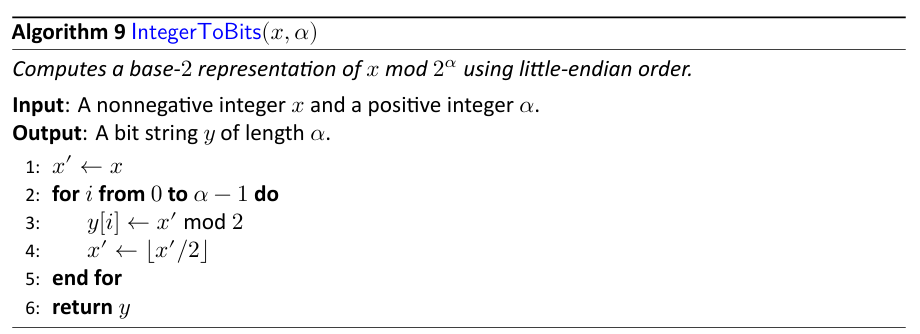 Algorithm 9 IntegerToBits(x, α)
Computes a base-2 representation of x mod 2^α using little-endian order.
Input: A nonnegative integer x and a positive integer α.
Output: A bit string y of length α.
1: x′ ← x
2: for i from 0 to α − 1 do
3: y[i] ← x′ mod 2
4: x′ ← ⌊x′/2⌋
5: end for
6: return y